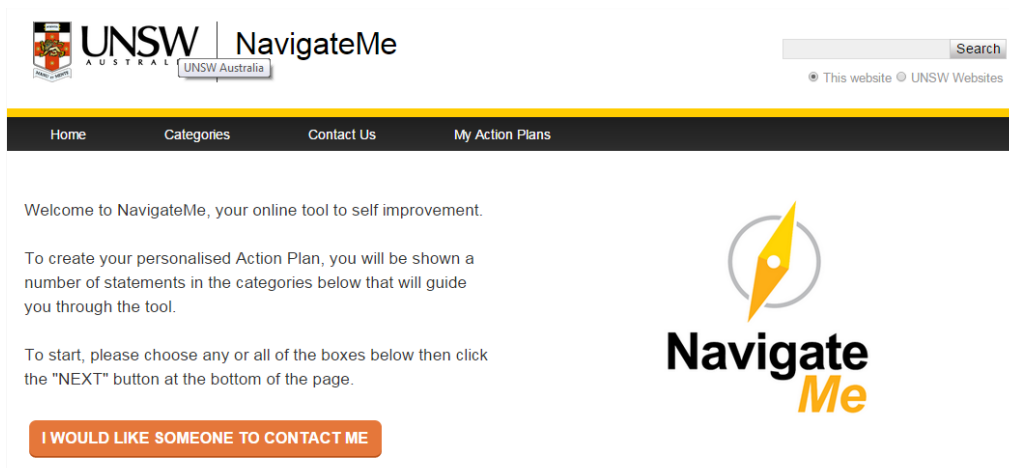 UNSW
AUSTRALIA
NavigateMe
UNSW Australia
Search
This website UNSW Websites
Home Categories Contact Us My Action Plans
Welcome to NavigateMe, your online tool to self improvement.
To create your personalised Action Plan, you will be shown a
number of statements in the categories below that will guide
you through the tool.
To start, please choose any or all of the boxes below then click
the "NEXT" button at the bottom of the page.
I WOULD LIKE SOMEONE TO CONTACT ME
Navigate
Me